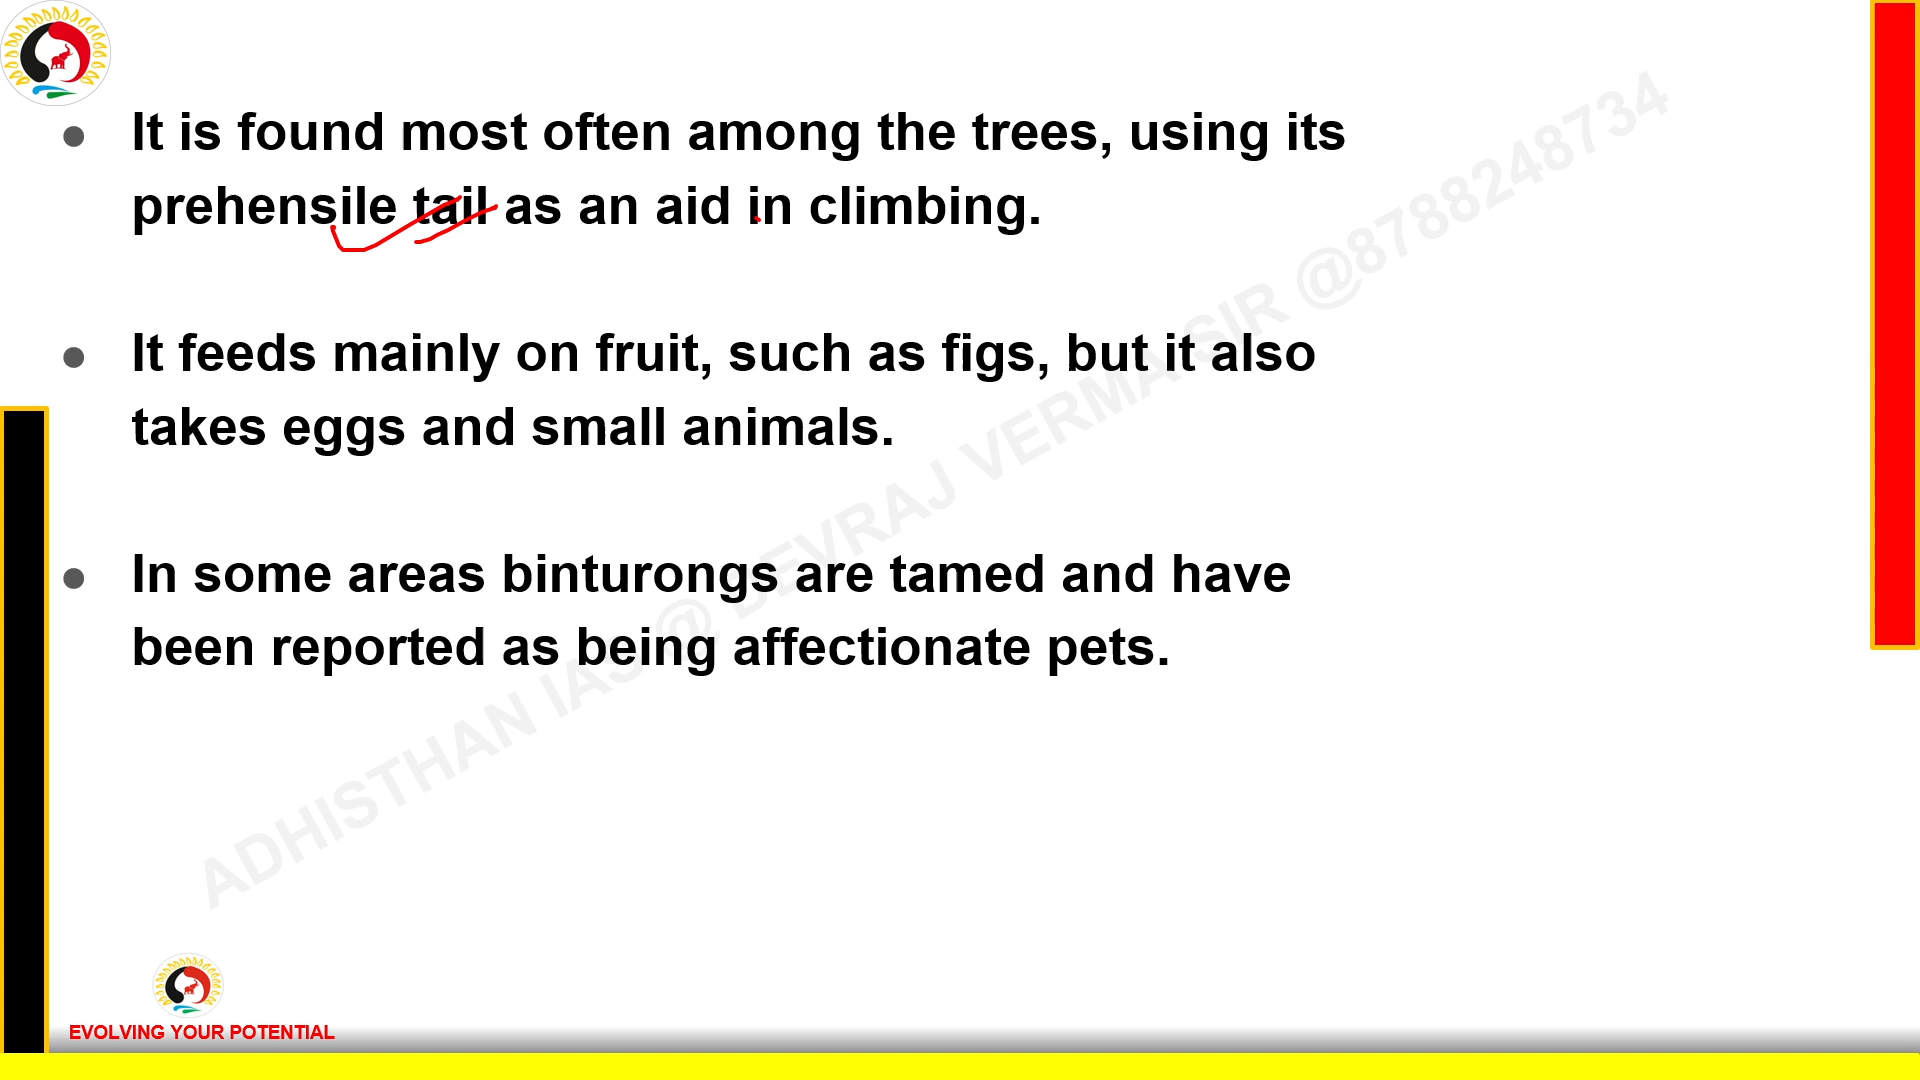 ● It is found most often among the trees, using its
prehensile tail as an aid in climbing.
● It feeds mainly on fruit, such as figs, but it also
takes eggs and small animals.
● In some areas binturongs are tamed and have
been reported as being affectionate pets.
ADHISTHAN IAS @ DEVRAJ VERMA SIR @8788248734
EVOLVING YOUR POTENTIAL